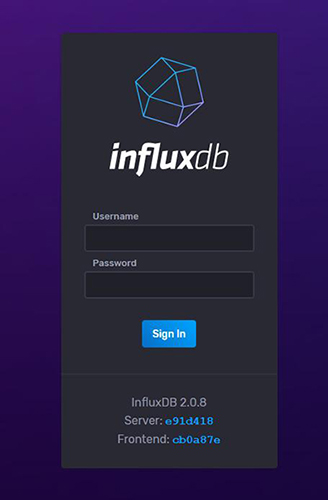 influxdb
Username
Password
Sign In
InfluxDB 2.0.8
Server: e91d418
Frontend: cb0a87e